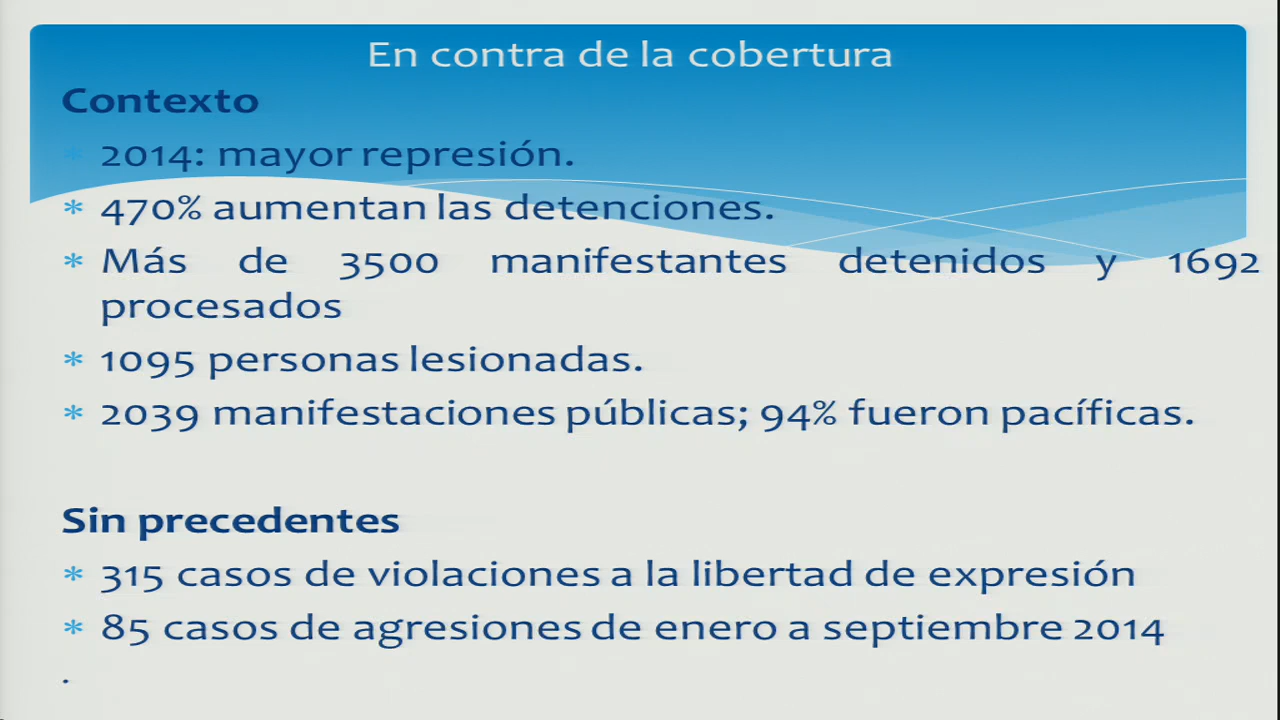 En contra de la cobertura
Contexto
* 2014: mayor represión.
* 470% aumentan las detenciones.
* Más de 3500 manifestantes detenidos y 1692
procesados
* 1095 personas lesionadas.
* 2039 manifestaciones públicas; 94% fueron pacíficas.
Sin precedentes
* 315 casos de violaciones a la libertad de expresión
* 85 casos de agresiones de enero a septiembre 2014
.